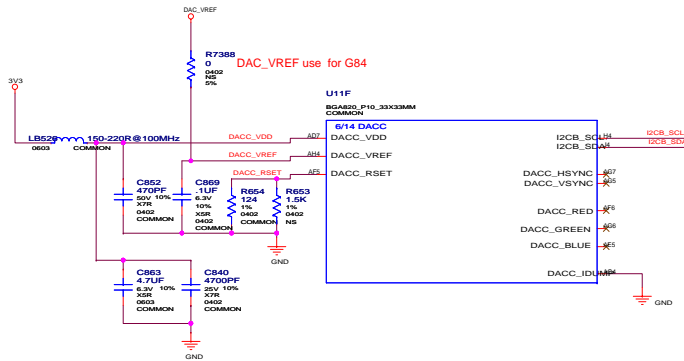 DAC_VREF
R7388
0
0402
NS
5%
DAC_VREF use for G84
3V3
LB526
150-220R@100MHz
0603
COMMON
U11F
BGA820_P10_33X33MM
COMMON
6/14 DACC
DACC_VDD
AD7
DACC_VDD
DACC_VREF
AH4
DACC_VREF
DACC_RSET
AF5
DACC_RSET
I2CB_SCL
H4
I2CB_SCL
I2CB_SDA
J4
I2CB_SDA
DACC_HSYNC
AG7
DACC_VSYNC
AG5
DACC_RED
AF6
DACC_GREEN
AG6
DACC_BLUE
AE5
DACC_IDUMP
GND
C852
470PF
50V 10%
X7R
0402
COMMON
C869
.1UF
6.3V
10%
X5R
0402
COMMON
R654
124
1%
0402
COMMON
R653
1.5K
1%
0402
NS
GND
C863
4.7UF
6.3V 10%
X5R
0603
COMMON
C840
4700PF
25V 10%
X7R
0402
COMMON
GND